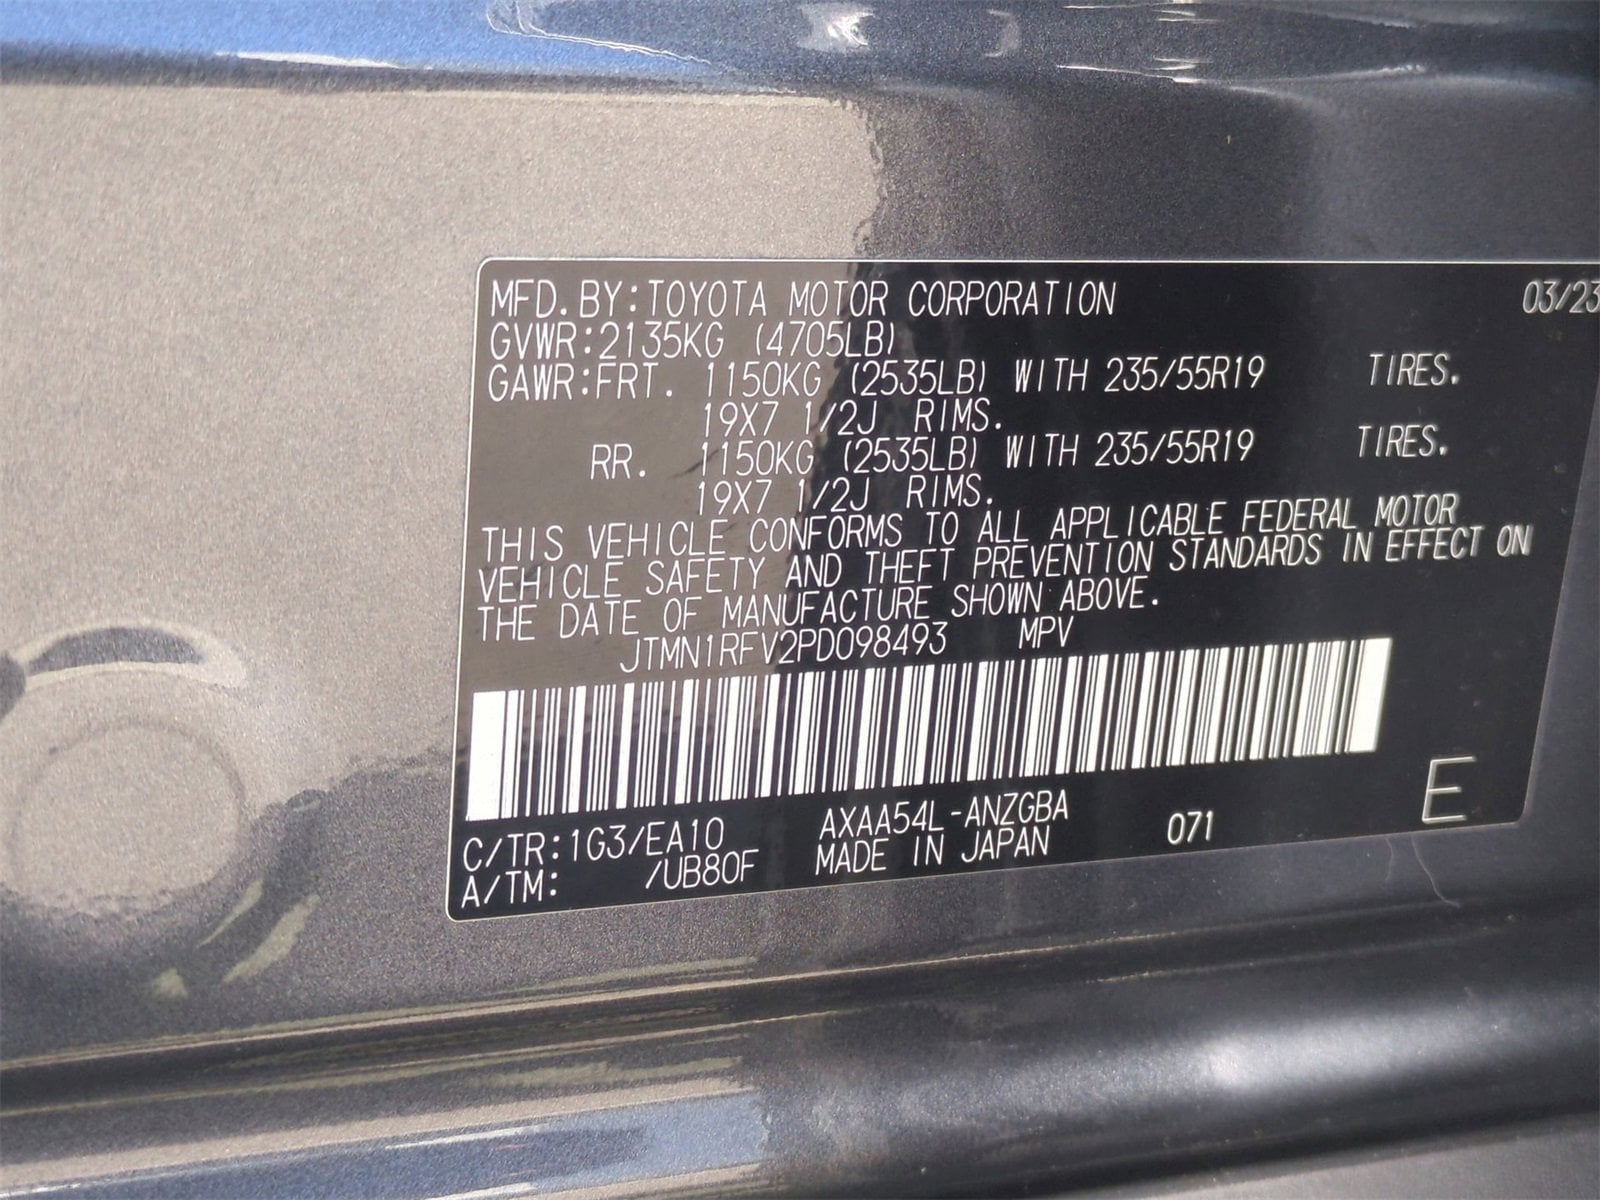 MFD.BY:TOYOTA MOTOR CORPORATION 03/23
GVWR:2135KG (4705LB)
GAWR:FRT. 1150KG (2535LB) WITH 235/55R19 TIRES.
19X7 1/2J RIMS.
RR. 1150KG (2535LB) WITH 235/55R19 TIRES.
19X7 1/2J RIMS.
THIS VEHICLE CONFORMS TO ALL APPLICABLE FEDERAL MOTOR
VEHICLE SAFETY AND THEFT PREVENTION STANDARDS IN EFFECT ON
THE DATE OF MANUFACTURE SHOWN ABOVE.
JTMN1RFV2PD098493 MPV
C/TR:1G3/EA10 AXAA54L-ANZGBA 071 E
A/TM: /UB80F MADE IN JAPAN